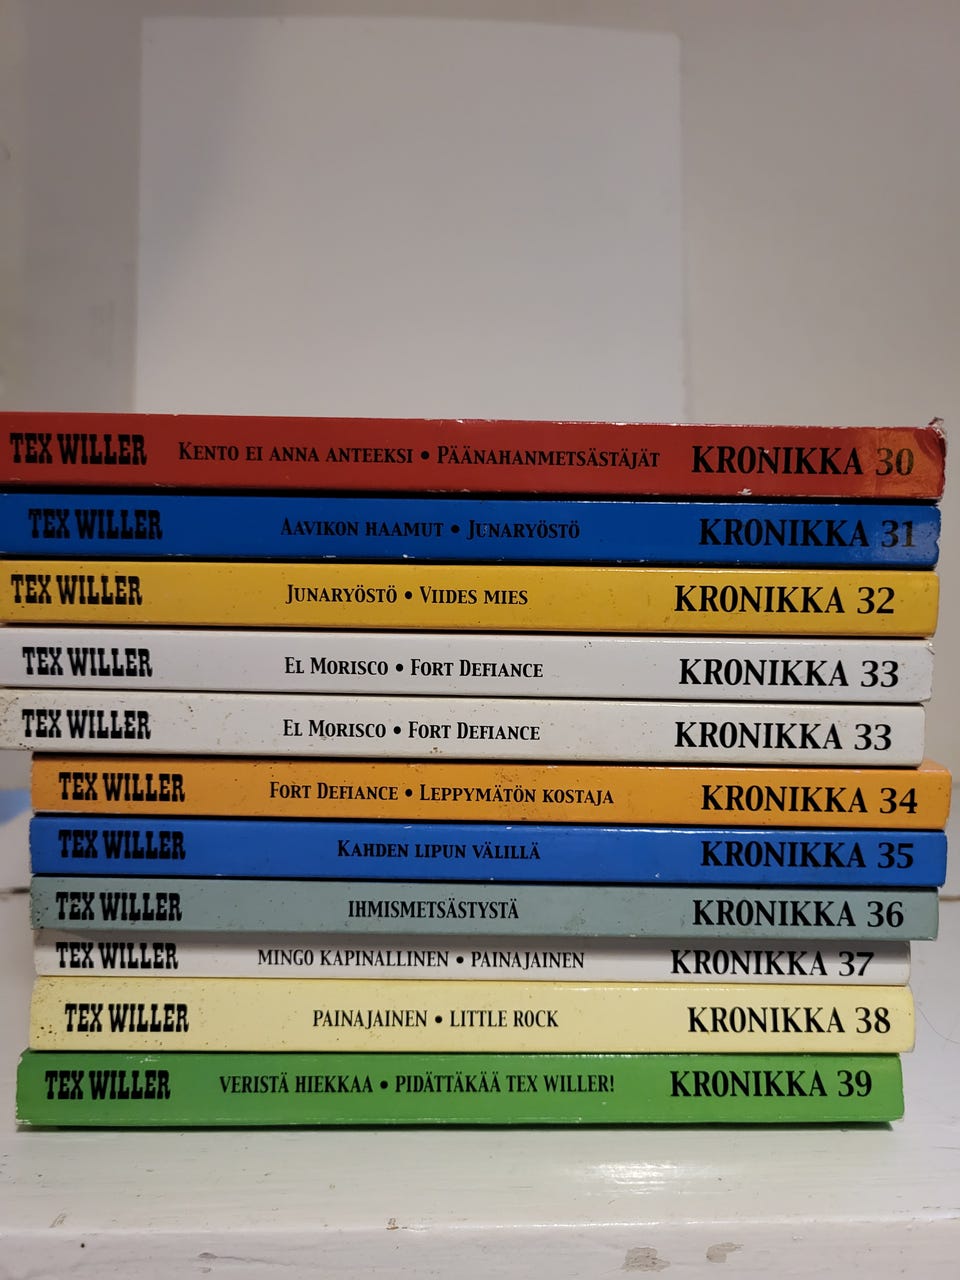 TEX WILLER KENTO EI ANNA ANTEEKSI • PÄÄNAHANMETSÄSTÄJÄT KRONIKKA 30
TEX WILLER AAVIKON HAAMUT • JUNARYÖSTÖ KRONIKKA 31
TEX WILLER JUNARYÖSTÖ • VIIDES MIES KRONIKKA 32
TEX WILLER EL MORISCO • FORT DEFIANCE KRONIKKA 33
TEX WILLER EL MORISCO • FORT DEFIANCE KRONIKKA 33
TEX WILLER FORT DEFIANCE • LEPPYMÄTÖN KOSTAJA KRONIKKA 34
TEX WILLER KAHDEN LIPUN VÄLILLÄ KRONIKKA 35
TEX WILLER IHMISMETSÄSTYSTÄ KRONIKKA 36
TEX WILLER MINGO KAPINALLINEN • PAINAJAINEN KRONIKKA 37
TEX WILLER PAINAJAINEN • LITTLE ROCK KRONIKKA 38
TEX WILLER VERISTÄ HIEKKAA • PIDÄTTÄKÄÄ TEX WILLER! KRONIKKA 39